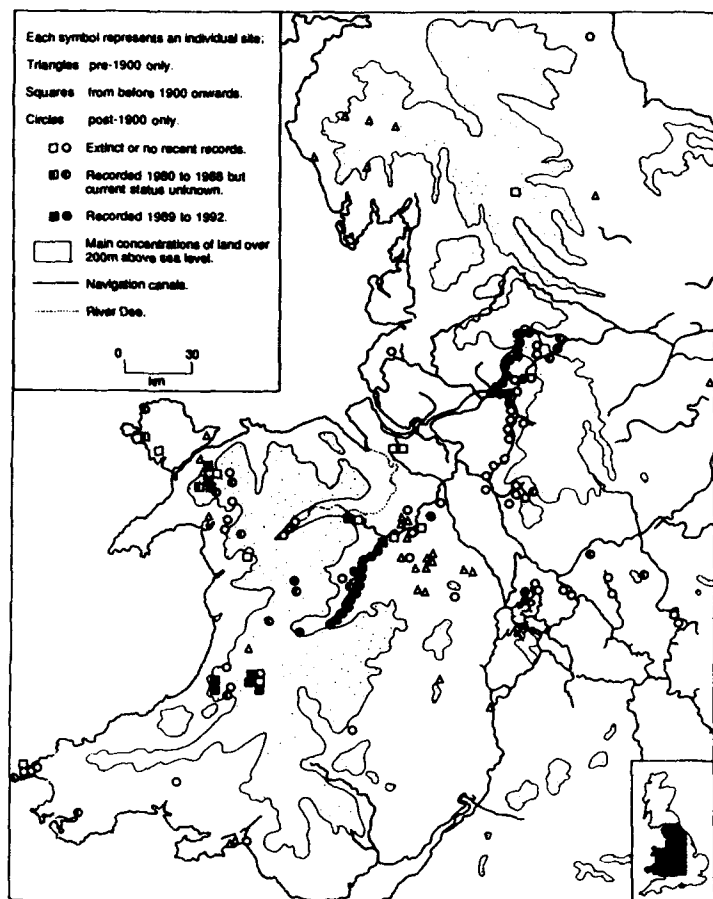 Each symbol represents an individual site;
Triangles pre-1900 only.
Squares from before 1900 onwards.
Circles post-1900 only.
Extinct or no recent records.
Recorded 1980 to 1988 but
current status unknown.
Recorded 1989 to 1992.
Main concentrations of land over
200m above sea level.
Navigation canals.
River Dee.
0 30
km